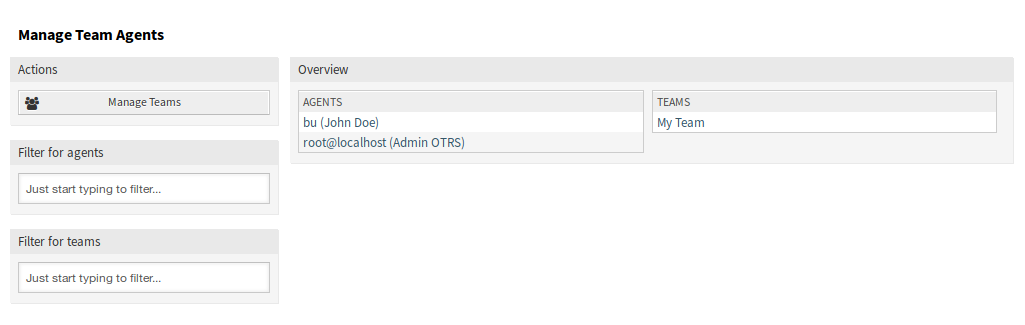 Manage Team Agents
Actions
Manage Teams
Filter for agents
Just start typing to filter...
Filter for teams
Just start typing to filter...
Overview
AGENTS
bu (John Doe)
root@localhost (Admin OTRS)
TEAMS
My Team